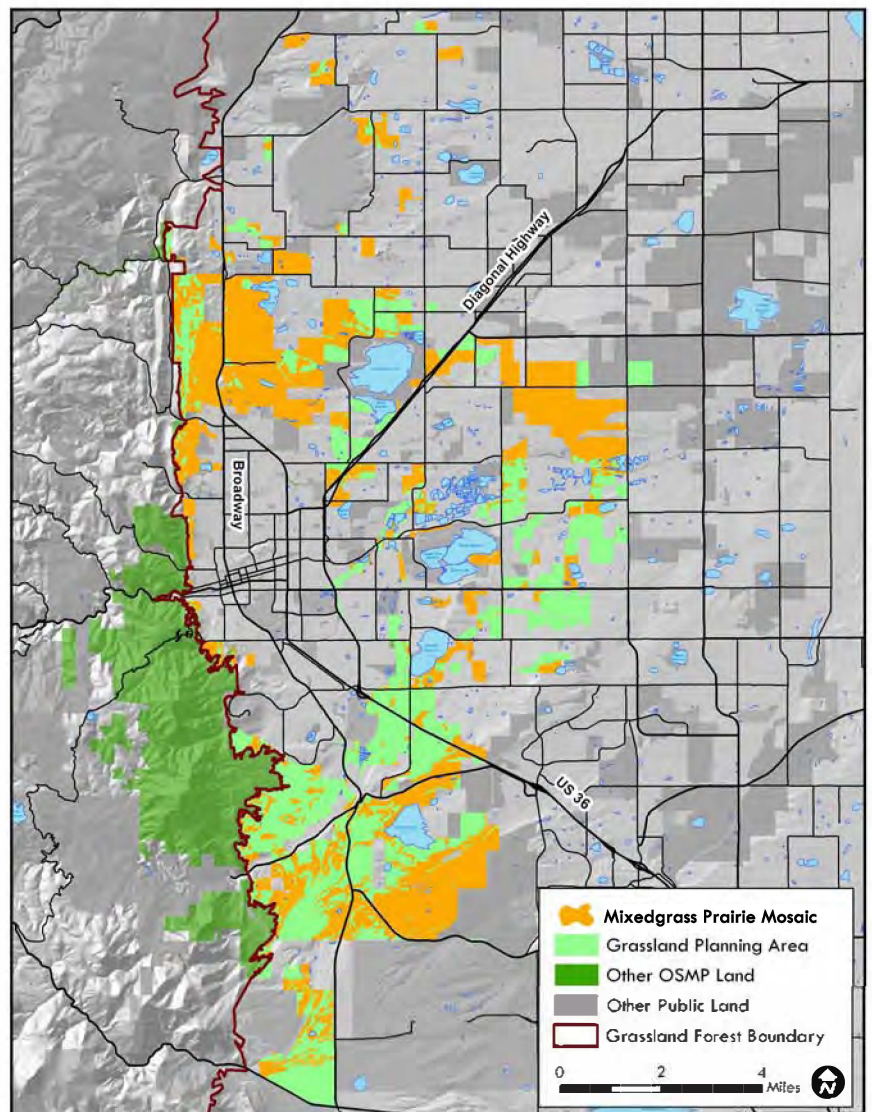 Diagonal Highway
Broadway
US 36
Mixedgrass Prairie Mosaic
Grassland Planning Area
Other OSMP Land
Other Public Land
Grassland Forest Boundary
0 2 4
Miles
N